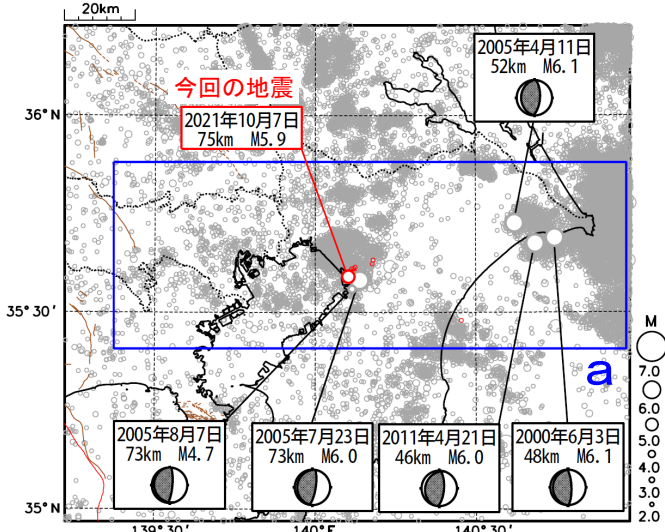 20km
2005年4月11日
52km M6.1
今回の地震
36°N
2021年10月7日
75km M5.9
35°30′
M
a
7.0
6.0
5.0
4.0
3.0
2.0
2005年8月7日
73km M4.7
2005年7月23日
73km M6.0
2011年4月21日
46km M6.0
2000年6月3日
48km M6.1
35°N
139°30′
140°E
140°30′